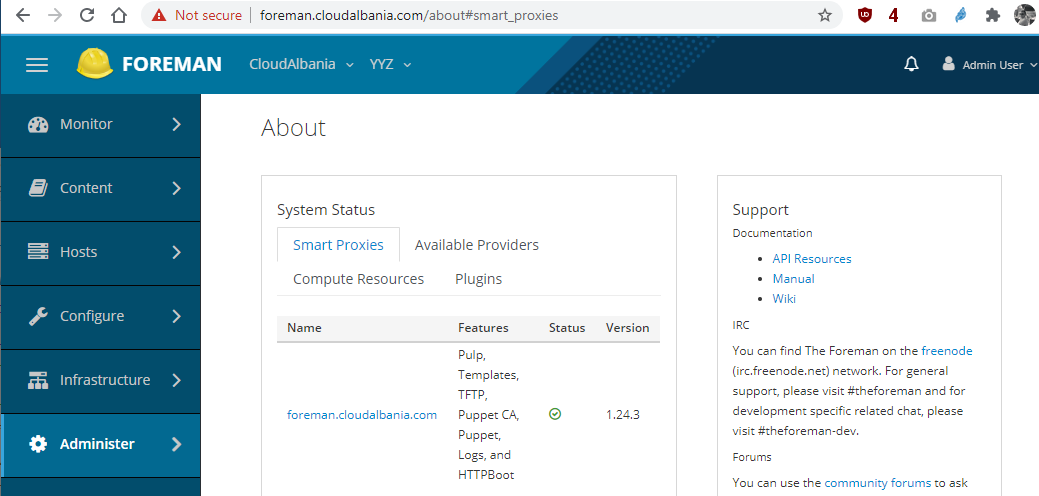 Not secure | foreman.cloudalbania.com/about#smart_proxies
4
FOREMAN
CloudAlbania
YYZ
Admin User
Monitor
Content
Hosts
Configure
Infrastructure
Administer
About
System Status
Smart Proxies
Available Providers
Compute Resources
Plugins
Name Features Status Version
foreman.cloudalbania.com
Pulp,
Templates,
TFTP,
Puppet CA,
Puppet,
Logs, and
HTTPBoot
1.24.3
Support
Documentation
API Resources
Manual
Wiki
IRC
You can find The Foreman on the freenode
(irc.freenode.net) network. For general
support, please visit #theforeman and for
development specific related chat, please
visit #theforeman-dev.
Forums
You can use the community forums to ask